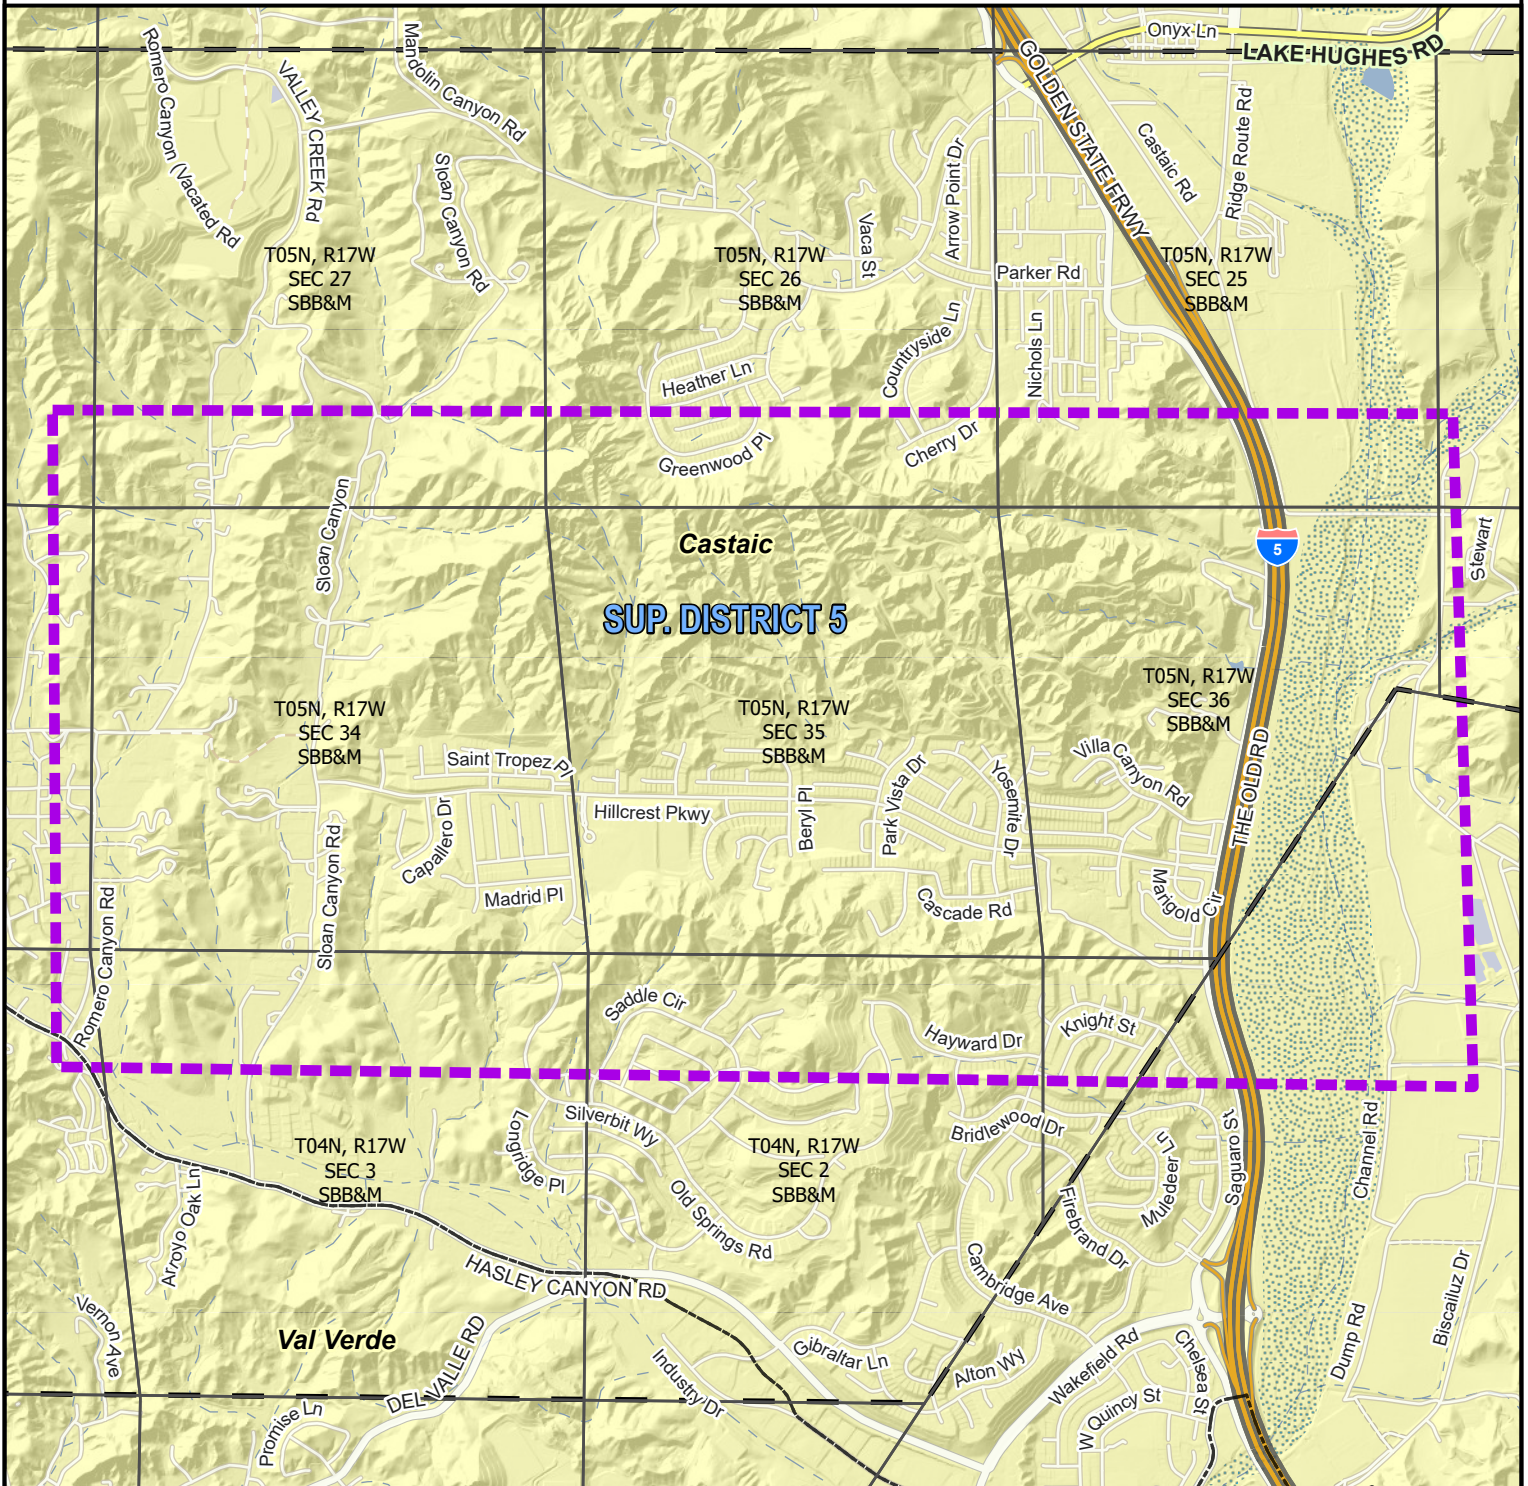 Onyx Ln
LAKE HUGHES RD
Romero Canyon (Vacated Rd
VALLEY CREEK Rd
Mandolin Canyon Rd
Sloan Canyon Rd
GOLDEN STATE FRWY
Castaic Rd
Ridge Route Rd
Arrow Point Dr
Vaca St
Parker Rd
T05N, R17W
SEC 27
SBB&M
T05N, R17W
SEC 26
SBB&M
T05N, R17W
SEC 25
SBB&M
Countryside Ln
Nichols Ln
Heather Ln
Greenwood Pl
Cherry Dr
Sloan Canyon
Castaic
5
Stewart
SUP. DISTRICT 5
T05N, R17W
SEC 34
SBB&M
T05N, R17W
SEC 35
SBB&M
T05N, R17W
SEC 36
SBB&M
THE OLD RD
Saint Tropez Pl
Hillcrest Pkwy
Beryl Pl
Park Vista Dr
Yosemite Dr
Villa Canyon Rd
Capallero Dr
Madrid Pl
Sloan Canyon Rd
Romero Canyon Rd
Cascade Rd
Marigold Cir
Saddle Cir
Hayward Dr
Knight St
Silverbit Wy
Longridge Pl
Bridlewood Dr
Muledeer Ln
Saguaro St
Channel Rd
T04N, R17W
SEC 3
SBB&M
T04N, R17W
SEC 2
SBB&M
Arroyo Oak Ln
Old Springs Rd
Firebrand Dr
Cambridge Ave
HASLEY CANYON RD
Vernon Ave
Val Verde
DEL VALLE RD
Gibraltar Ln
Industry Dr
Alton Wy
Wakefield Rd
Chelsea St
W Quincy St
Dump Rd
Biscailuz Dr
Promise Ln